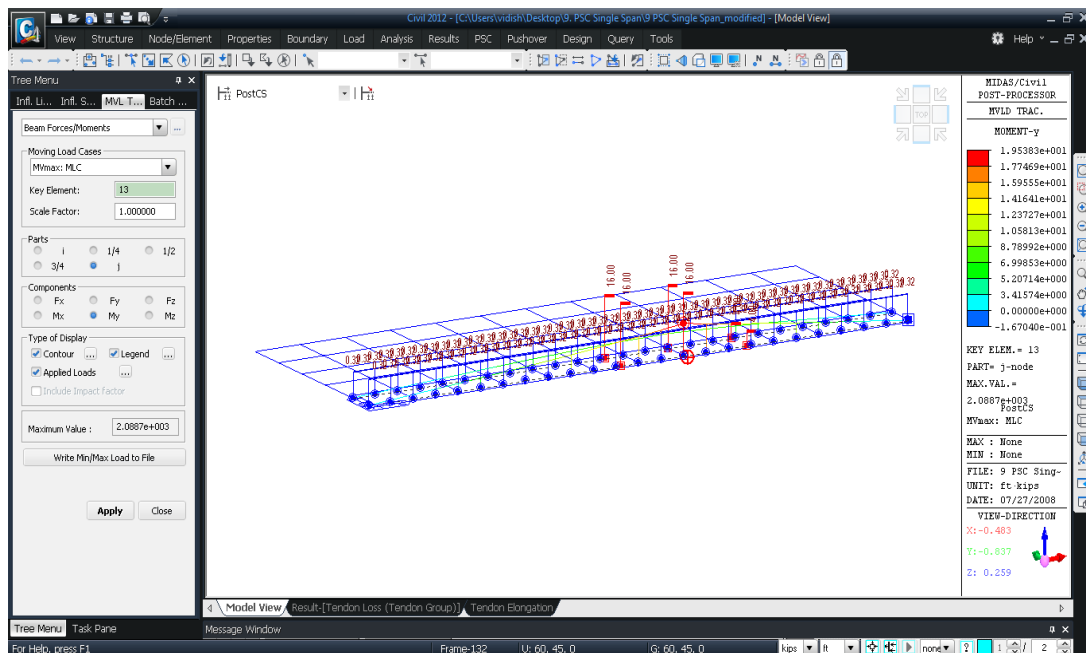 Civil 2012 - [C:\Users\vidish\Desktop\9. PSC Single Span\9 PSC Single Span_modified] - [Model View]
View Structure Node/Element Properties Boundary Load Analysis Results PSC Pushover Design Query Tools Help
Tree Menu
Infl. Li... Infl. S... MVL T... Batch ...
Beam Forces/Moments ...
Moving Load Cases
MVmax: MLC
Key Element: 13
Scale Factor: 1.000000
Parts
i 1/4 1/2
3/4 j
Components
Fx Fy Fz
Mx My Mz
Type of Display
Contour ... Legend ...
Applied Loads ...
Include Impact factor
Maximum Value : 2.0887e+003
Write Min/Max Load to File
Apply Close
Tree Menu Task Pane
For Help, press F1
PostCS
TOP
16.00
16.00
16.00
16.00
MIDAS/Civil
POST-PROCESSOR
MVLD TRAC.
MOMENT-y
1.95383e+001
1.77469e+001
1.59555e+001
1.41641e+001
1.23727e+001
1.05813e+001
8.78992e+000
6.99853e+000
5.20714e+000
3.41574e+000
0.00000e+000
-1.67040e-001
KEY ELEM.= 13
PART= j-node
MAX.VAL.=
2.0887e+003
PostCS
MVmax: MLC
MAX : None
MIN : None
FILE: 9 PSC Sing~
UNIT: ft·kips
DATE: 07/27/2008
VIEW-DIRECTION
X:-0.483
Y:-0.837
Z: 0.259
Model View Result-[Tendon Loss (Tendon Group)] Tendon Elongation
Message Window
Frame-132 U: 60, 45, 0 G: 60, 45, 0 kips ft none 1 / 2